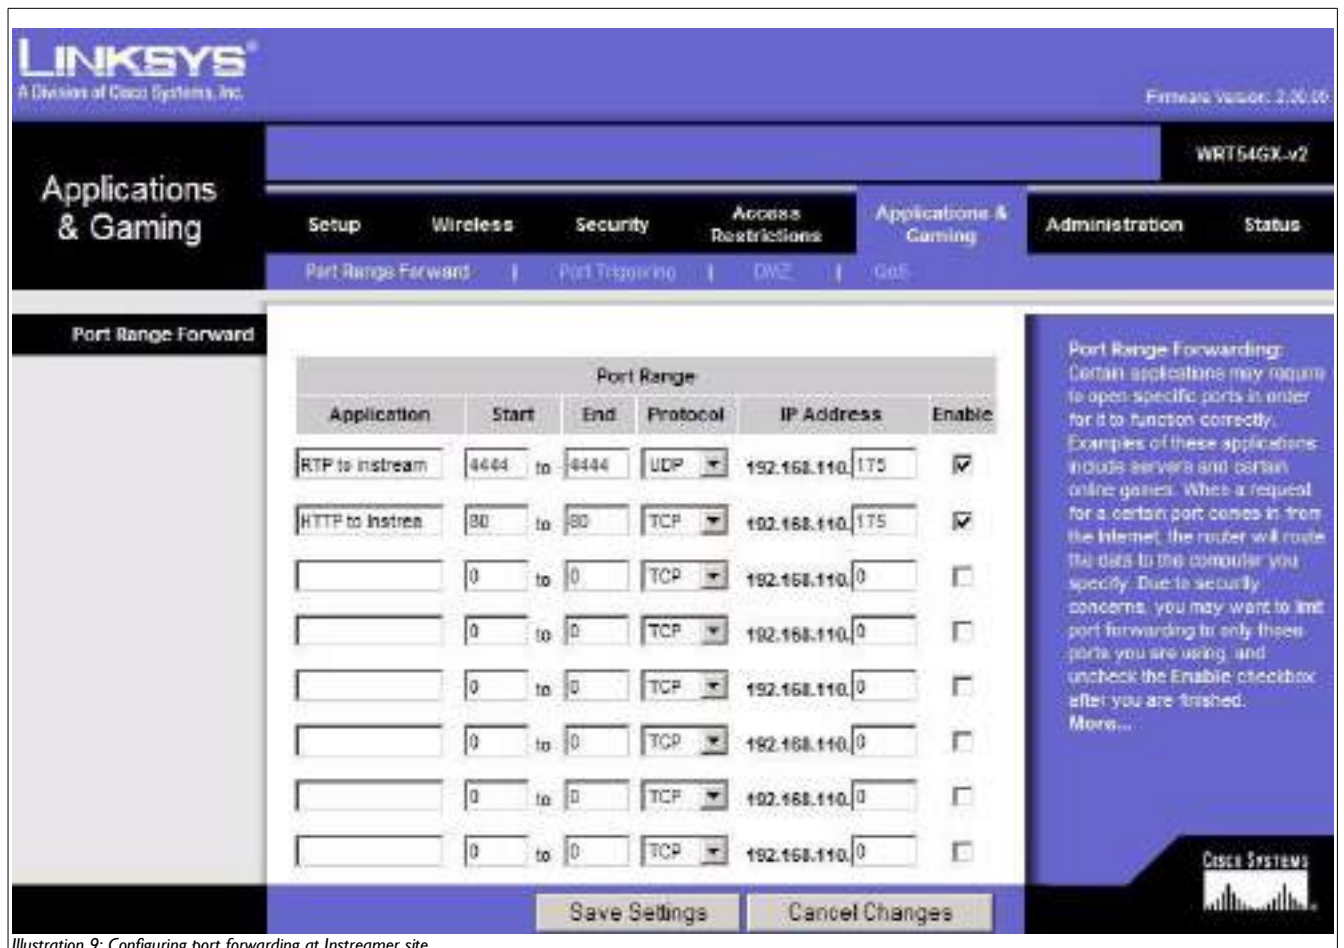 LINKSYS®
A Division of Cisco Systems, Inc.
Firmware Version: 2.00.05
WRT54GX-v2
Applications
& Gaming
Setup Wireless Security Access Restrictions Applications & Gaming Administration Status
Port Range Forward | Port Triggering | DMZ | QoS
Port Range Forward
Port Range
Application Start End Protocol IP Address Enable
RTP to instream 4444 to 4444 UDP 192.168.110. 175
HTTP to Instrea 80 to 80 TCP 192.168.110. 175
0 to 0 TCP 192.168.110. 0
0 to 0 TCP 192.168.110. 0
0 to 0 TCP 192.168.110. 0
0 to 0 TCP 192.168.110. 0
0 to 0 TCP 192.168.110. 0
0 to 0 TCP 192.168.110. 0
Port Range Forwarding:
Certain applications may require
to open specific ports in order
for it to function correctly.
Examples of these applications
include servers and certain
online games. When a request
for a certain port comes in from
the Internet, the router will route
the data to the computer you
specify. Due to security
concerns, you may want to limit
port forwarding to only those
ports you are using, and
uncheck the Enable checkbox
after you are finished.
More...
Save Settings Cancel Changes
CISCO SYSTEMS
Illustration 9: Configuring port forwarding at Instreamer site